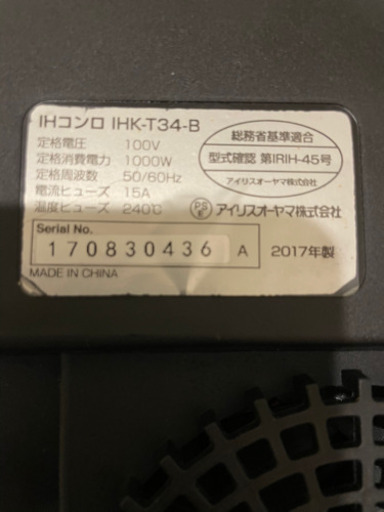 IHコンロ IHK-T34-B
定格電圧 100V
定格消費電力 1000W
定格周波数 50/60Hz
電流ヒューズ 15A
温度ヒューズ 240℃
総務省基準適合
型式確認 第IRIH-45号
アイリスオーヤマ株式会社
PS E アイリスオーヤマ株式会社
Serial No.
170830436 A 2017年製
MADE IN CHINA